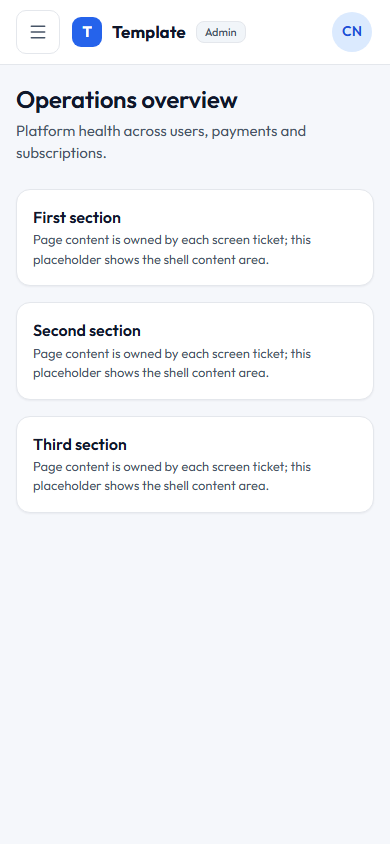 T Template Admin CN
Operations overview
Platform health across users, payments and
subscriptions.
First section
Page content is owned by each screen ticket; this
placeholder shows the shell content area.
Second section
Page content is owned by each screen ticket; this
placeholder shows the shell content area.
Third section
Page content is owned by each screen ticket; this
placeholder shows the shell content area.